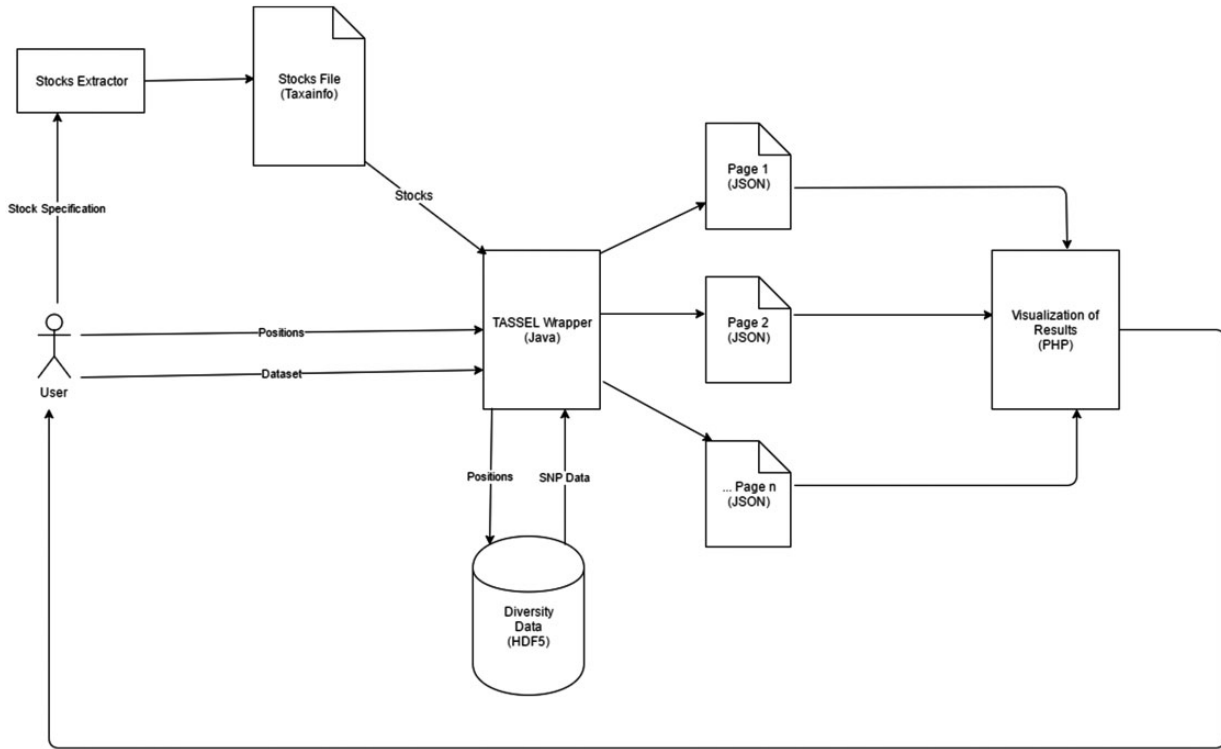 Stocks Extractor
Stocks File
(Taxainfo)
Stock Specification
Stocks
Page 1
(JSON)
Positions
Dataset
User
TASSEL Wrapper
(Java)
Page 2
(JSON)
Visualization of
Results
(PHP)
Positions
SNP Data
... Page n
(JSON)
Diversity
Data
(HDF5)